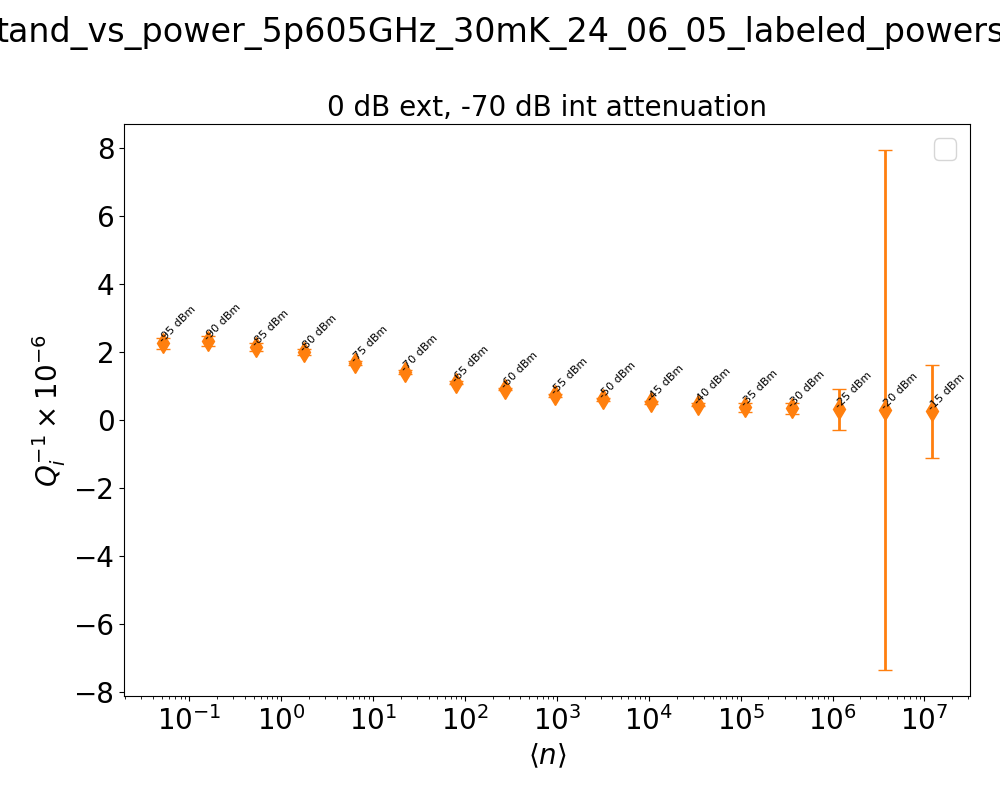 tand_vs_power_5p605GHz_30mK_24_06_05_labeled_powers
0 dB ext, -70 dB int attenuation
8
6
4
2
0
−2
−4
−6
−8
Q_i^{-1} × 10^{-6}
-95 dBm
-90 dBm
-85 dBm
-80 dBm
-75 dBm
-70 dBm
-65 dBm
-60 dBm
-55 dBm
-50 dBm
-45 dBm
-40 dBm
-35 dBm
-30 dBm
-25 dBm
-20 dBm
-15 dBm
10^{-1} 10^0 10^1 10^2 10^3 10^4 10^5 10^6 10^7
⟨n⟩